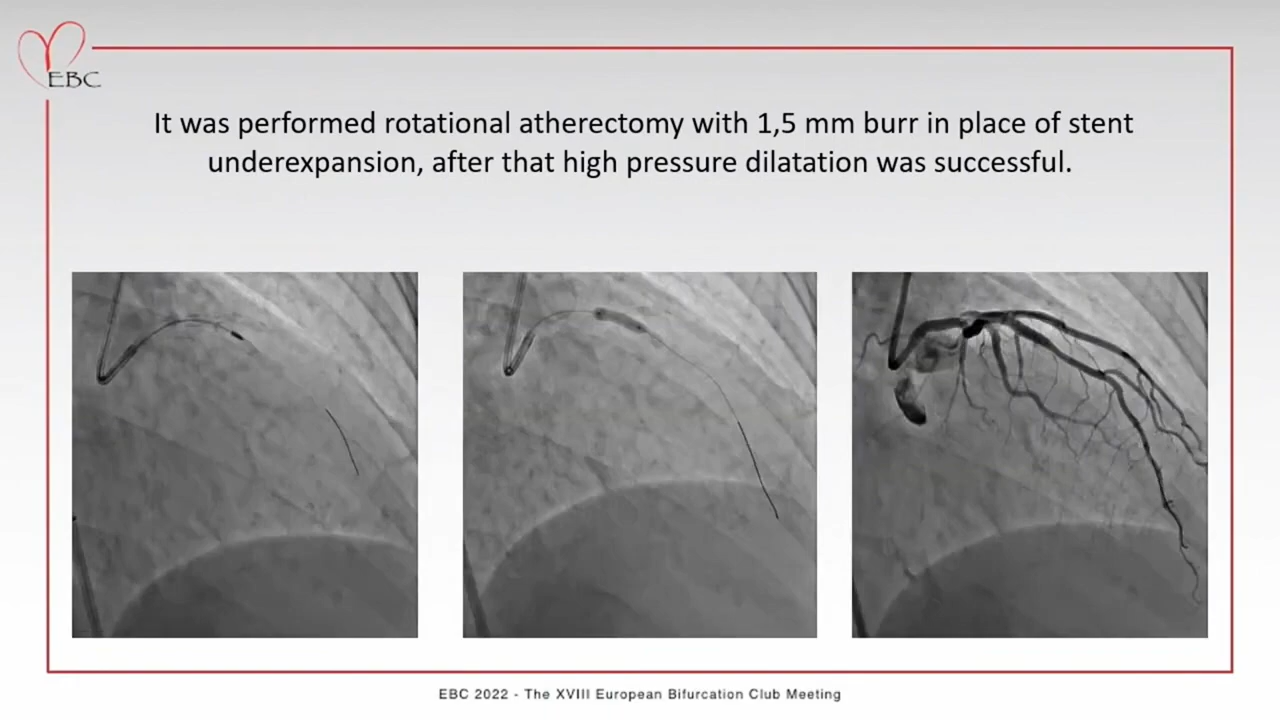 EBC
It was performed rotational atherectomy with 1,5 mm burr in place of stent
underexpansion, after that high pressure dilatation was successful.
EBC 2022 - The XVIII European Bifurcation Club Meeting